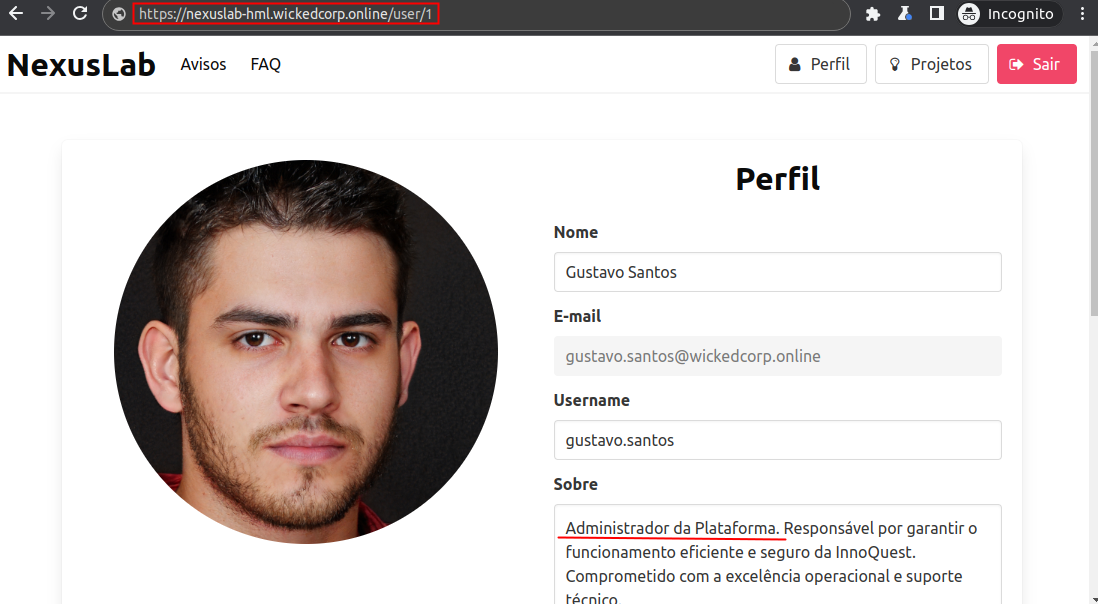 https://nexuslab-hml.wickedcorp.online/user/1
Incognito
NexusLab
Avisos
FAQ
Perfil
Projetos
Sair
Perfil
Nome
Gustavo Santos
E-mail
gustavo.santos@wickedcorp.online
Username
gustavo.santos
Sobre
Administrador da Plataforma. Responsável por garantir o
funcionamento eficiente e seguro da InnoQuest.
Comprometido com a excelência operacional e suporte
técnico.